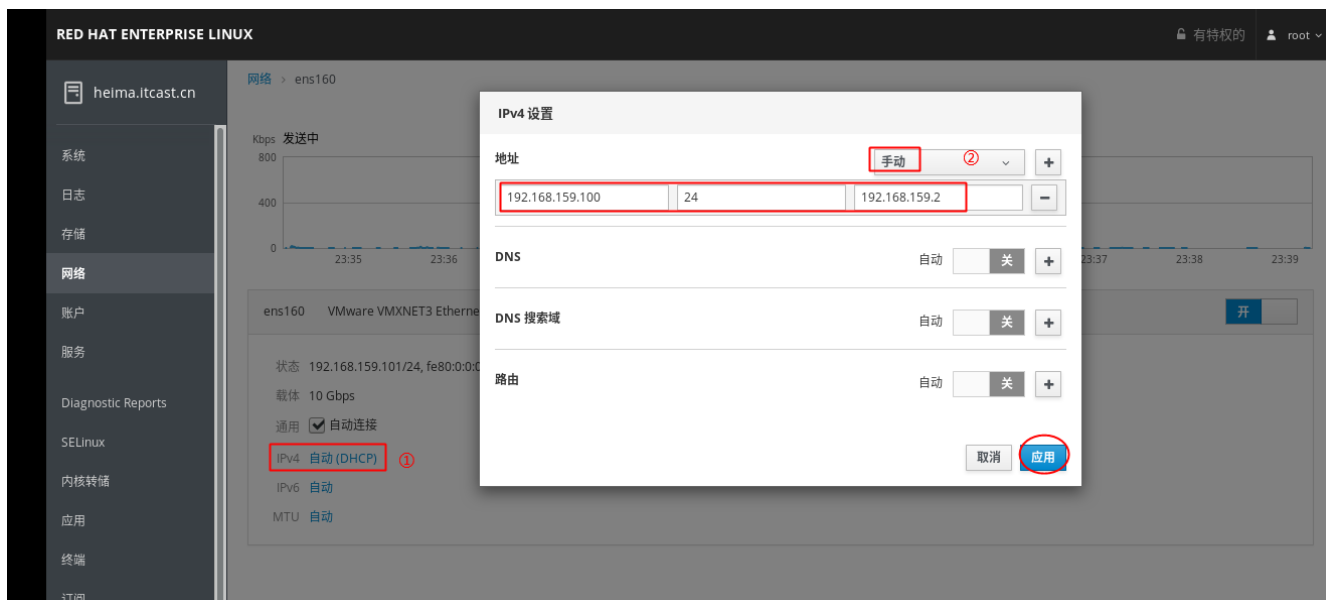 RED HAT ENTERPRISE LINUX
有特权的
root
heima.itcast.cn
系统
日志
存储
网络
账户
服务
Diagnostic Reports
SELinux
内核转储
应用
终端
订阅
网络 > ens160
Kbps 发送中
800
400
0
23:35 23:36 23:37 23:38 23:39
ens160 VMware VMXNET3 Etherne
开
状态 192.168.159.101/24, fe80:0:0:0
载体 10 Gbps
通用 自动连接
IPv4 自动 (DHCP) ①
IPv6 自动
MTU 自动
IPv4 设置
地址 手动 ② +
192.168.159.100 24 192.168.159.2 −
DNS 自动 关 +
DNS 搜索域 自动 关 +
路由 自动 关 +
取消 应用